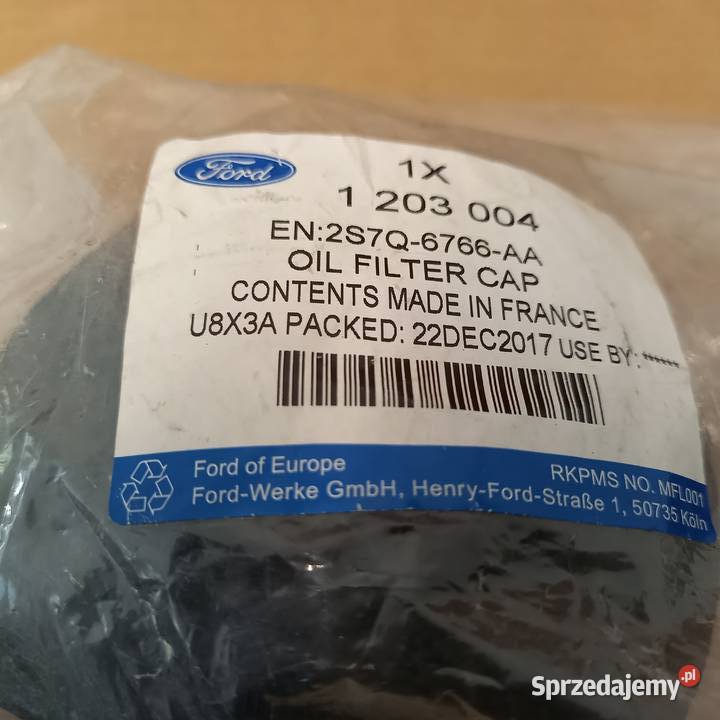 Ford
1X
1 203 004
EN:2S7Q-6766-AA
OIL FILTER CAP
CONTENTS MADE IN FRANCE
U8X3A PACKED: 22DEC2017 USE BY: ******
Ford of Europe
RKPMS NO. MFL001
Ford-Werke GmbH, Henry-Ford-Straße 1, 50735 Köln
Sprzedajemy.pl